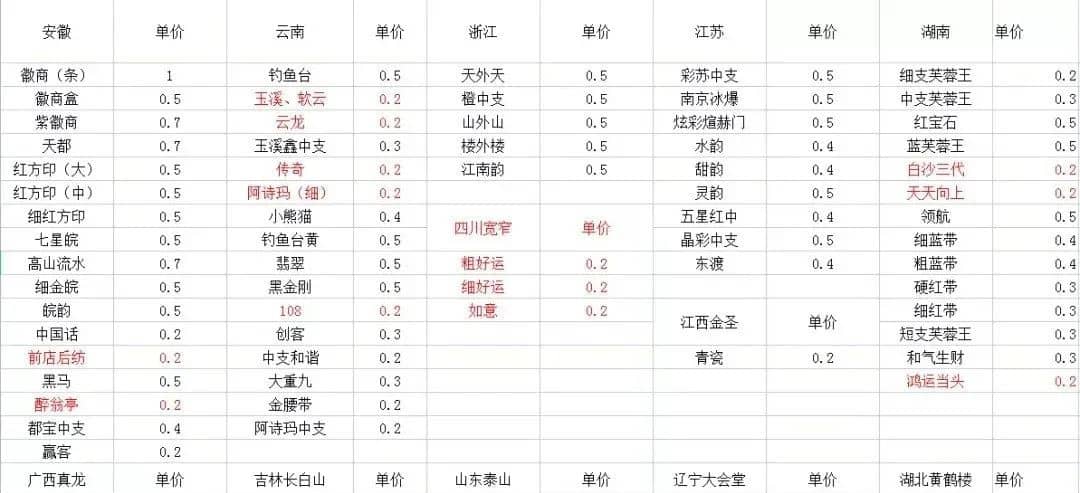 安徽 单价 云南 单价 浙江 单价 江苏 单价 湖南 单价
徽商（条） 1 钓鱼台 0.5 天外天 0.5 彩苏中支 0.5 细支芙蓉王 0.2
徽商盒 0.5 玉溪、软云 0.2 橙中支 0.5 南京冰爆 0.5 中支芙蓉王 0.3
紫徽商 0.7 云龙 0.2 山外山 0.5 炫彩煊赫门 0.5 红宝石 0.5
天都 0.7 玉溪鑫中支 0.3 楼外楼 0.5 水韵 0.4 蓝芙蓉王 0.5
红方印（大） 0.5 传奇 0.2 江南韵 0.5 甜韵 0.4 白沙三代 0.2
红方印（中） 0.5 阿诗玛（细） 0.2 灵韵 0.5 天天向上 0.2
细红方印 0.5 小熊猫 0.4 四川宽窄 单价 五星红中 0.4 领航 0.5
七星皖 0.5 钓鱼台黄 0.5 晶彩中支 0.5 细蓝带 0.4
高山流水 0.7 翡翠 0.5 粗好运 0.2 东渡 0.4 粗蓝带 0.4
细金皖 0.5 黑金刚 0.5 细好运 0.2 硬红带 0.3
皖韵 0.5 108 0.2 如意 0.2 江西金圣 单价 细红带 0.3
中国话 0.2 创客 0.3 短支芙蓉王 0.3
前店后纺 0.2 中支和谐 0.2 青瓷 0.2 和气生财 0.3
黑马 0.5 大重九 0.3 鸿运当头 0.2
醉翁亭 0.2 金腰带 0.2
都宝中支 0.4 阿诗玛中支 0.2
赢客 0.2
广西真龙 单价 吉林长白山 单价 山东泰山 单价 辽宁大会堂 单价 湖北黄鹤楼 单价